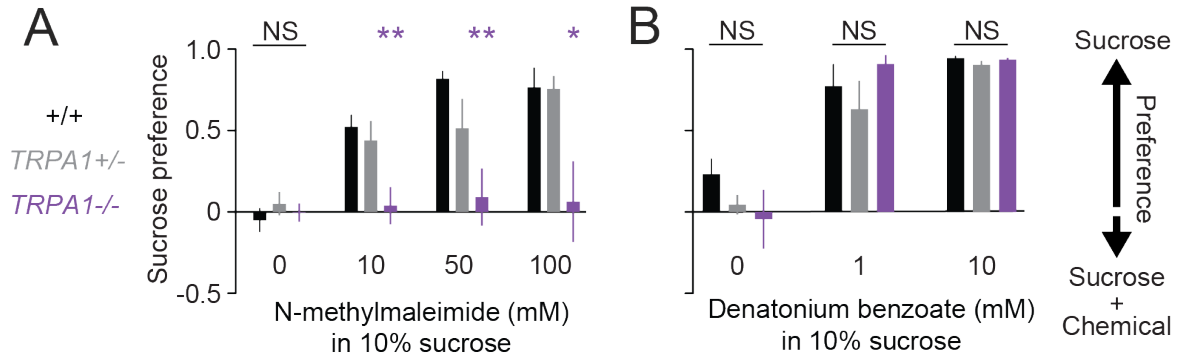 A
NS
**
**
*
1.0
0.5
0
-0.5
Sucrose preference
+/+
TRPA1+/-
TRPA1-/-
0
10
50
100
N-methylmaleimide (mM)
in 10% sucrose
B
NS
NS
NS
0
1
10
Denatonium benzoate (mM)
in 10% sucrose
Sucrose
Preference
Sucrose
+
Chemical